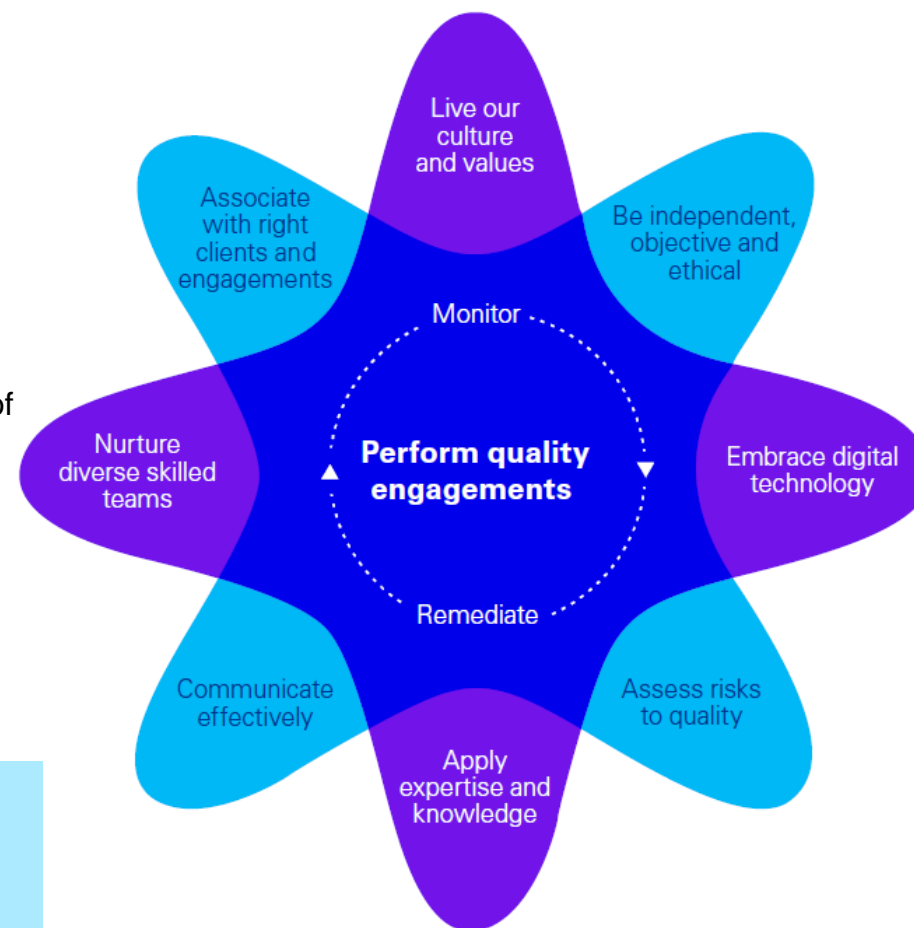 Live our
culture
and values
Associate
with right
clients and
engagements
Be independent,
objective and
ethical
Monitor
of
Nurture
diverse skilled
teams
Perform quality
engagements
Embrace digital
technology
Remediate
Communicate
effectively
Assess risks
to quality
Apply
expertise and
knowledge